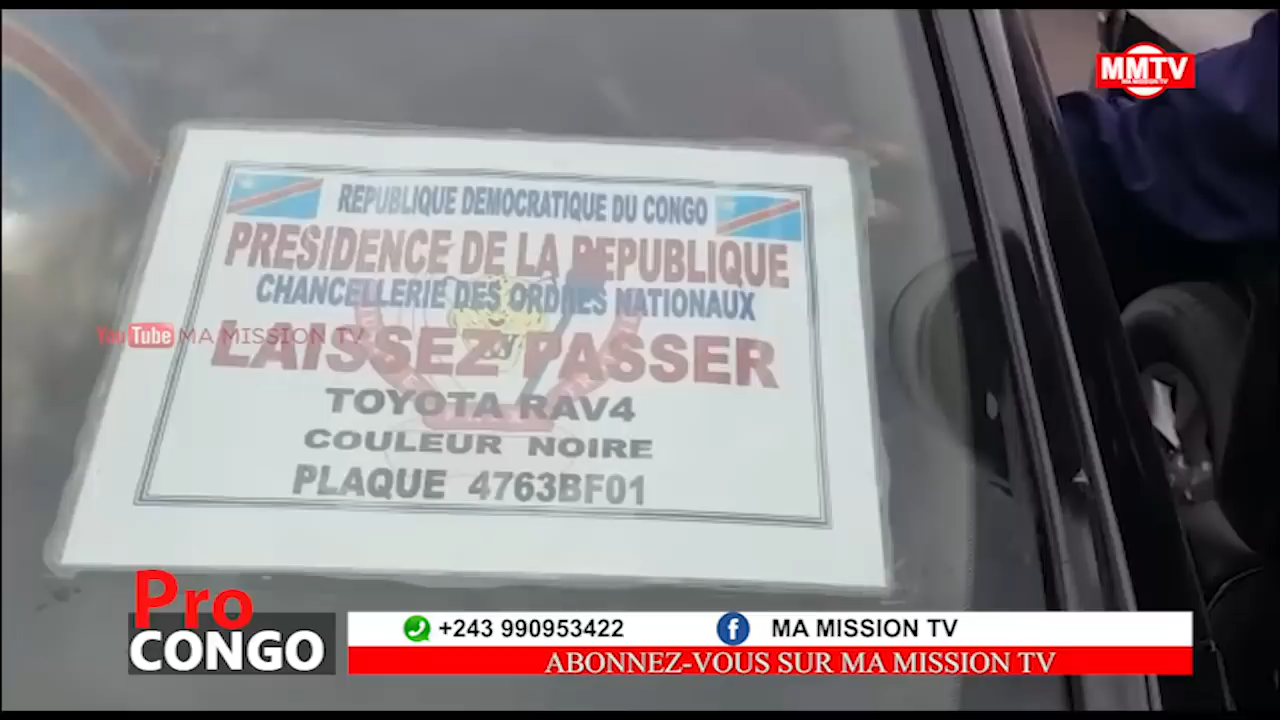 MMTV
MA MISSION TV
REPUBLIQUE DEMOCRATIQUE DU CONGO
PRESIDENCE DE LA REPUBLIQUE
CHANCELLERIE DES ORDRES NATIONAUX
YouTube MA MISSION TV
LAISSEZ PASSER
TOYOTA RAV4
COULEUR NOIRE
PLAQUE 4763BF01
Pro
CONGO
+243 990953422
MA MISSION TV
ABONNEZ-VOUS SUR MA MISSION TV